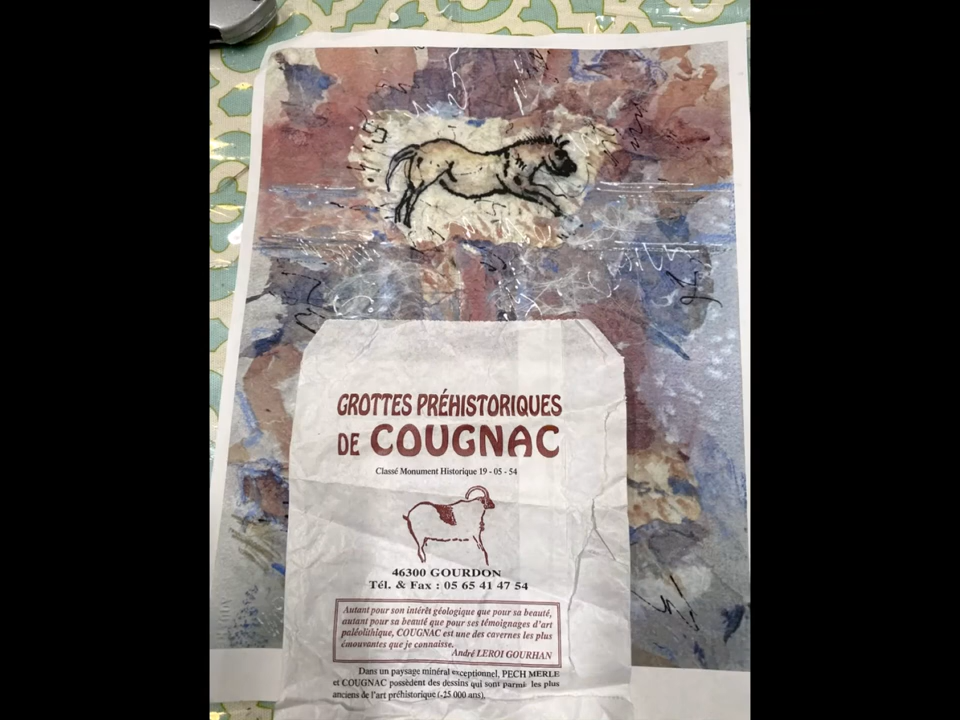 GROTTES PRÉHISTORIQUES
DE COUGNAC
Classé Monument Historique 19 - 05 - 54
46300 GOURDON
Tél. & Fax : 05 65 41 47 54
Autant pour son intérêt géologique que pour sa beauté,
autant pour sa beauté que pour ses témoignages d'art
paléolithique, COUGNAC est une des cavernes les plus
émouvantes que je connaisse.
André LEROI GOURHAN
Dans un paysage minéral exceptionnel, PECH MERLE
et COUGNAC possèdent des dessins qui sont parmi les plus
anciens de l'art préhistorique (-25 000 ans).